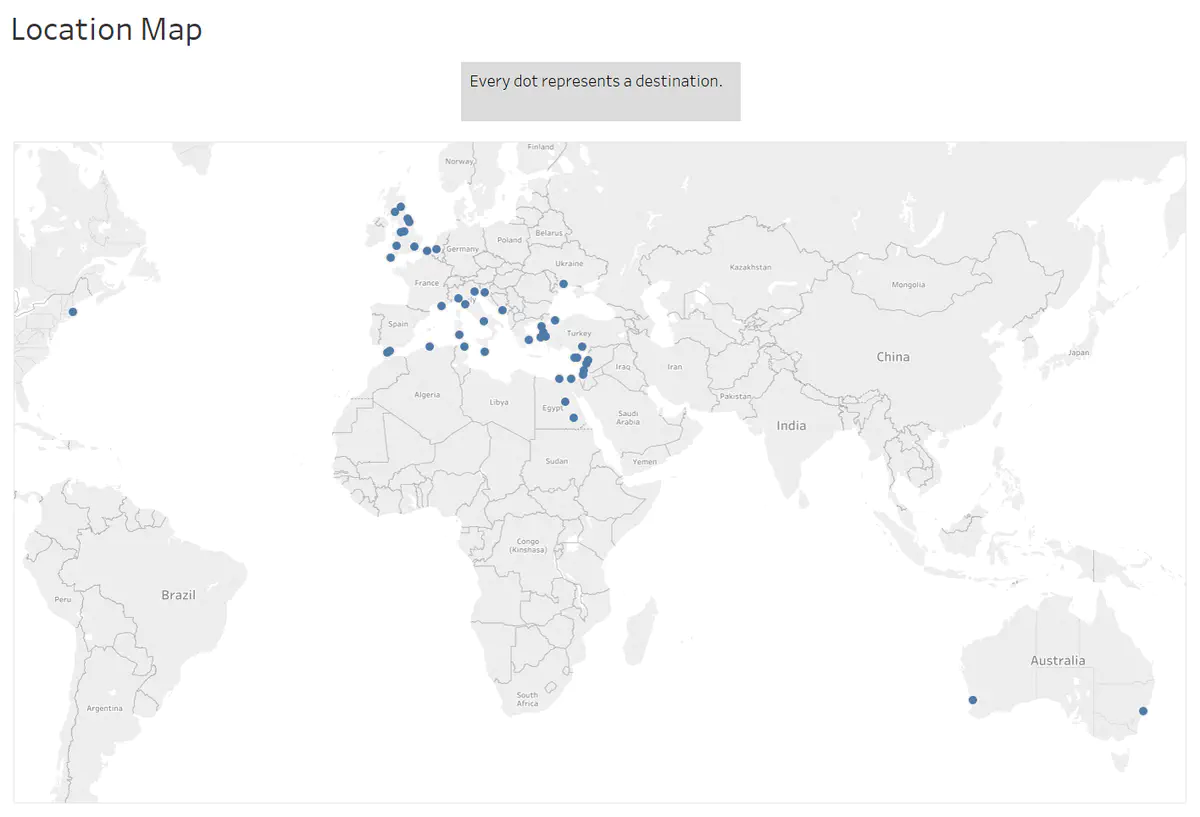 Location Map
Every dot represents a destination.
Finland
Norway
Belarus
Poland
Germany
Ukraine
Kazakhstan
France
Mongolia
Spain
Turkey
Japan
China
Iraq
Iran
Algeria
Pakistan
Libya
Egypt
Saudi
Arabia
India
Sudan
Yemen
Congo
(Kinshasa)
Brazil
Peru
Australia
South
Africa
Argentina